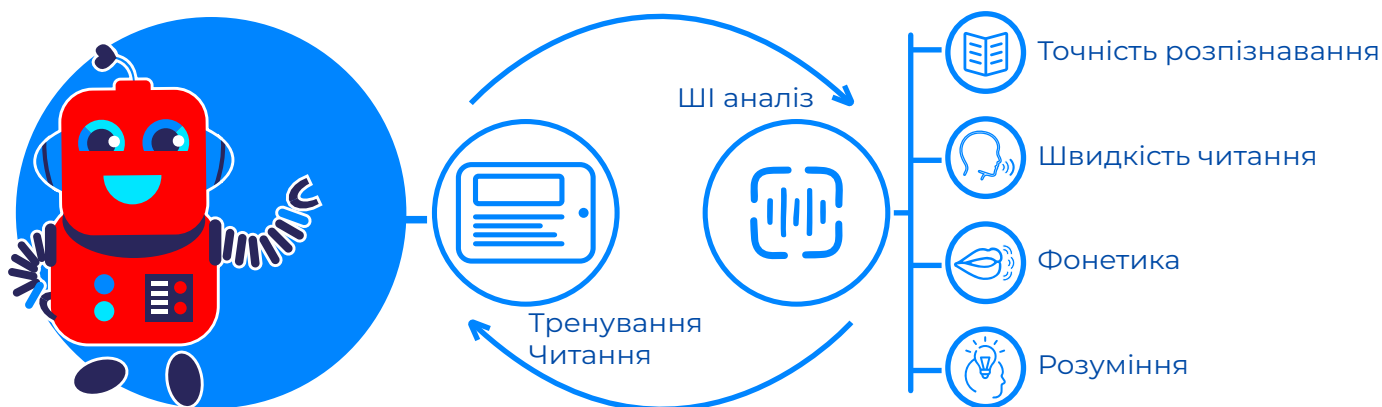 ШІ аналіз
Тренування
Читання
Точність розпізнавання
Швидкість читання
Фонетика
Розуміння